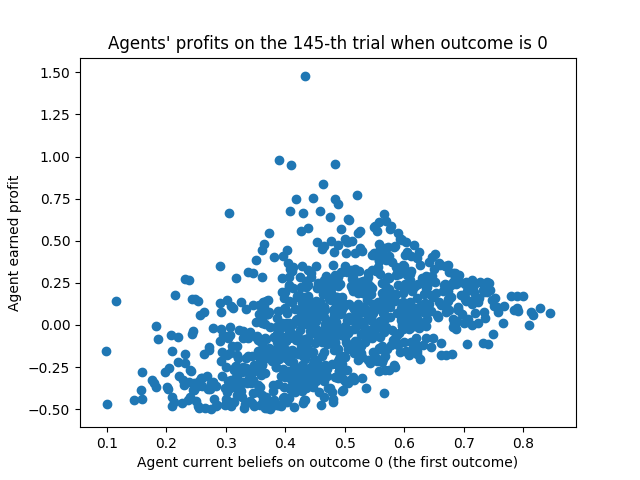 Agents' profits on the 145-th trial when outcome is 0
1.50
1.25
1.00
0.75
0.50
0.25
0.00
−0.25
−0.50
Agent earned profit
0.1 0.2 0.3 0.4 0.5 0.6 0.7 0.8
Agent current beliefs on outcome 0 (the first outcome)